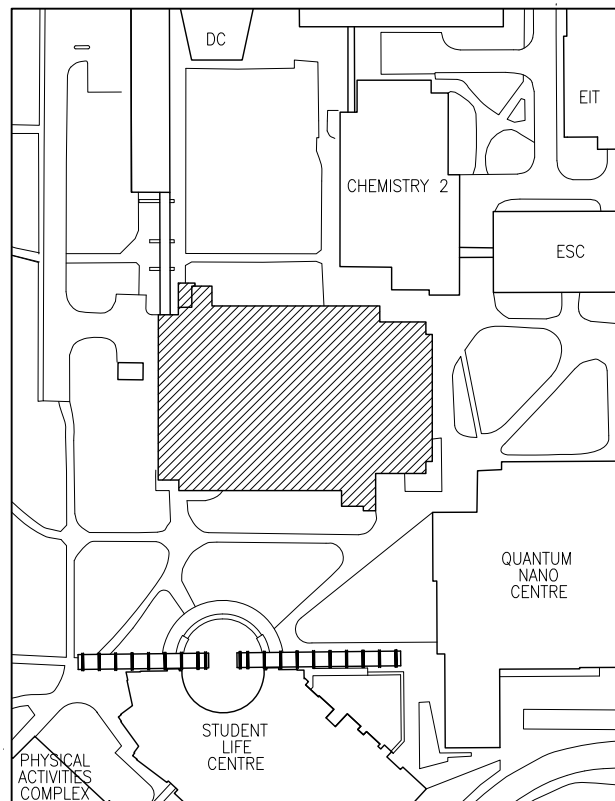 DC
EIT
CHEMISTRY 2
ESC
QUANTUM
NANO
CENTRE
STUDENT
LIFE
CENTRE
PHYSICAL
ACTIVITIES
COMPLEX